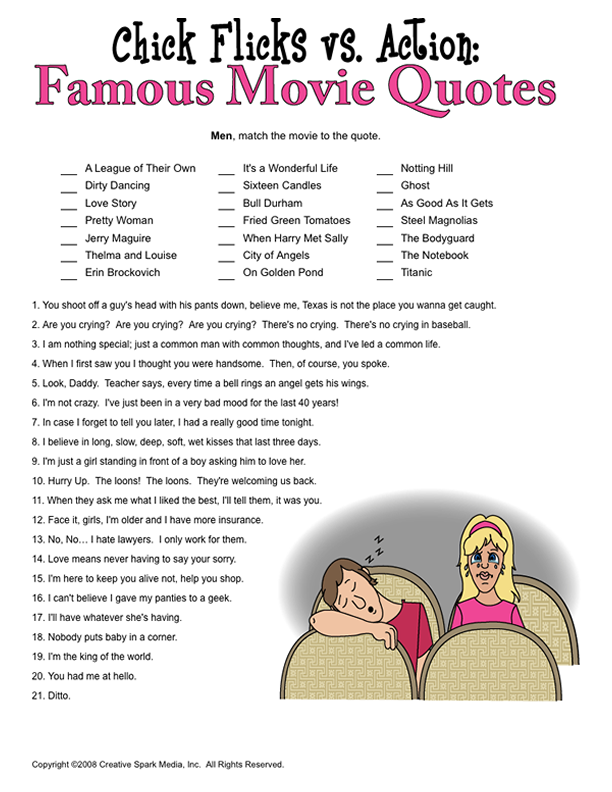 Chick Flicks vs. Action:
Famous Movie Quotes
Men, match the movie to the quote.
___ A League of Their Own ___ It's a Wonderful Life ___ Notting Hill
___ Dirty Dancing ___ Sixteen Candles ___ Ghost
___ Love Story ___ Bull Durham ___ As Good As It Gets
___ Pretty Woman ___ Fried Green Tomatoes ___ Steel Magnolias
___ Jerry Maguire ___ When Harry Met Sally ___ The Bodyguard
___ Thelma and Louise ___ City of Angels ___ The Notebook
___ Erin Brockovich ___ On Golden Pond ___ Titanic
1. You shoot off a guy's head with his pants down, believe me, Texas is not the place you wanna get caught.
2. Are you crying? Are you crying? Are you crying? There's no crying. There's no crying in baseball.
3. I am nothing special; just a common man with common thoughts, and I've led a common life.
4. When I first saw you I thought you were handsome. Then, of course, you spoke.
5. Look, Daddy. Teacher says, every time a bell rings an angel gets his wings.
6. I'm not crazy. I've just been in a very bad mood for the last 40 years!
7. In case I forget to tell you later, I had a really good time tonight.
8. I believe in long, slow, deep, soft, wet kisses that last three days.
9. I'm just a girl standing in front of a boy asking him to love her.
10. Hurry Up. The loons! The loons. They're welcoming us back.
11. When they ask me what I liked the best, I'll tell them, it was you.
12. Face it, girls, I'm older and I have more insurance.
13. No, No… I hate lawyers. I only work for them.
14. Love means never having to say your sorry.
15. I'm here to keep you alive not, help you shop.
16. I can't believe I gave my panties to a geek.
17. I'll have whatever she's having.
18. Nobody puts baby in a corner.
19. I'm the king of the world.
20. You had me at hello.
21. Ditto.
z z z
Copyright ©2008 Creative Spark Media, Inc. All Rights Reserved.